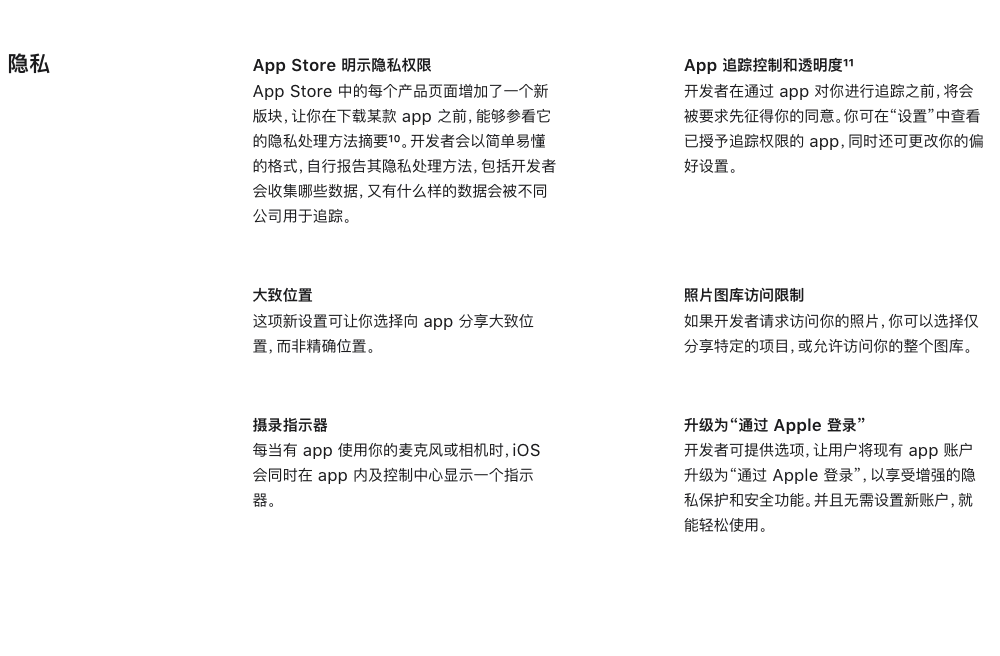 隐私
App Store 明示隐私权限
App Store 中的每个产品页面增加了一个新
版块，让你在下载某款 app 之前，能够参看它
的隐私处理方法摘要¹⁰。开发者会以简单易懂
的格式，自行报告其隐私处理方法，包括开发者
会收集哪些数据，又有什么样的数据会被不同
公司用于追踪。
App 追踪控制和透明度¹¹
开发者在通过 app 对你进行追踪之前，将会
被要求先征得你的同意。你可在“设置”中查看
已授予追踪权限的 app，同时还可更改你的偏
好设置。
大致位置
这项新设置可让你选择向 app 分享大致位
置，而非精确位置。
照片图库访问限制
如果开发者请求访问你的照片，你可以选择仅
分享特定的项目，或允许访问你的整个图库。
摄录指示器
每当有 app 使用你的麦克风或相机时，iOS
会同时在 app 内及控制中心显示一个指示
器。
升级为“通过 Apple 登录”
开发者可提供选项，让用户将现有 app 账户
升级为“通过 Apple 登录”，以享受增强的隐
私保护和安全功能。并且无需设置新账户，就
能轻松使用。